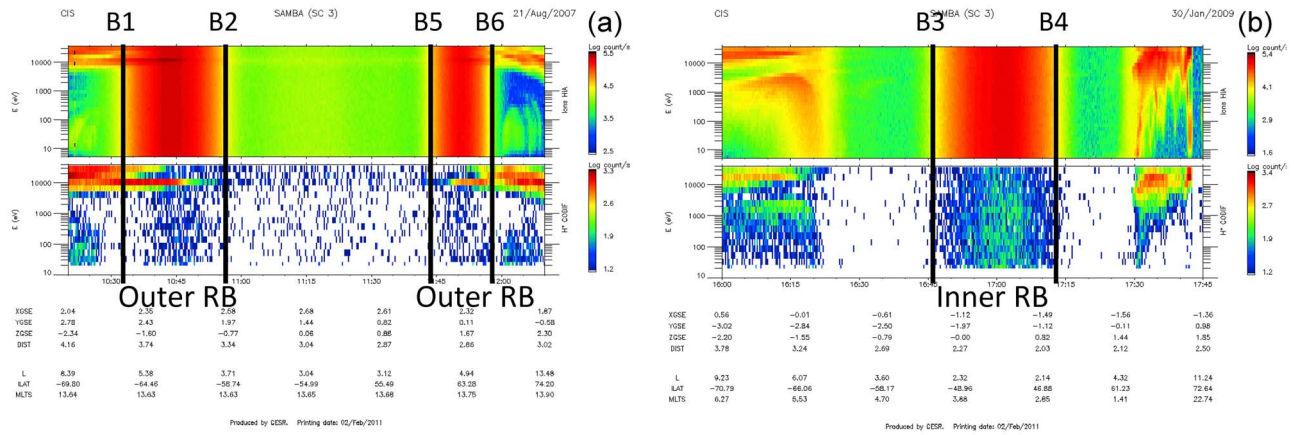 CIS B1 B2 SAMBA (SC 3) B5 B6 21/Aug/2007 (a)
Log count/s
5.5
4.5
3.5
2.5
E (eV)
10000
1000
100
10
Ions HIA
Log count/s
3.3
2.6
1.9
1.2
E (eV)
10000
1000
100
10
H+ CODIF
10:30 10:45 11:00 11:15 11:30 2:00
Outer RB Outer RB
XGSE 2.04 2.35 2.58 2.68 2.61 2.32 1.87
YGSE 2.78 2.43 1.97 1.44 0.82 0.11 -0.58
ZGSE -2.34 -1.60 -0.77 0.06 0.88 1.67 2.30
DIST 4.16 3.74 3.34 3.04 2.87 2.86 3.02
L 8.39 5.38 3.71 3.04 3.12 4.94 13.48
ILAT -69.80 -64.46 -58.74 -54.99 55.49 63.28 74.20
MLTS 13.64 13.63 13.63 13.65 13.68 13.75 13.90
Produced by CESR. Printing date: 02/Feb/2011
CIS B3 SAMBA (SC 3) B4 30/Jan/2009 (b)
Log count/s
5.4
4.1
2.9
1.6
E (eV)
10000
1000
100
10
Ions HIA
Log count/s
3.4
2.7
1.9
1.2
E (eV)
10000
1000
100
10
H+ CODIF
16:00 16:15 16:30 17:00 17:15 17:30 17:45
Inner RB
XGSE 0.56 -0.01 -0.61 -1.12 -1.49 -1.56 -1.36
YGSE -3.02 -2.84 -2.50 -1.97 -1.12 -0.11 0.98
ZGSE -2.20 -1.55 -0.79 -0.00 0.82 1.44 1.85
DIST 3.78 3.24 2.69 2.27 2.03 2.12 2.50
L 9.23 6.07 3.60 2.32 2.14 4.32 11.24
ILAT -70.79 -66.06 -58.17 -48.96 46.88 61.23 72.64
MLTS 6.27 5.53 4.70 3.88 2.85 1.41 22.74
Produced by CESR. Printing date: 02/Feb/2011